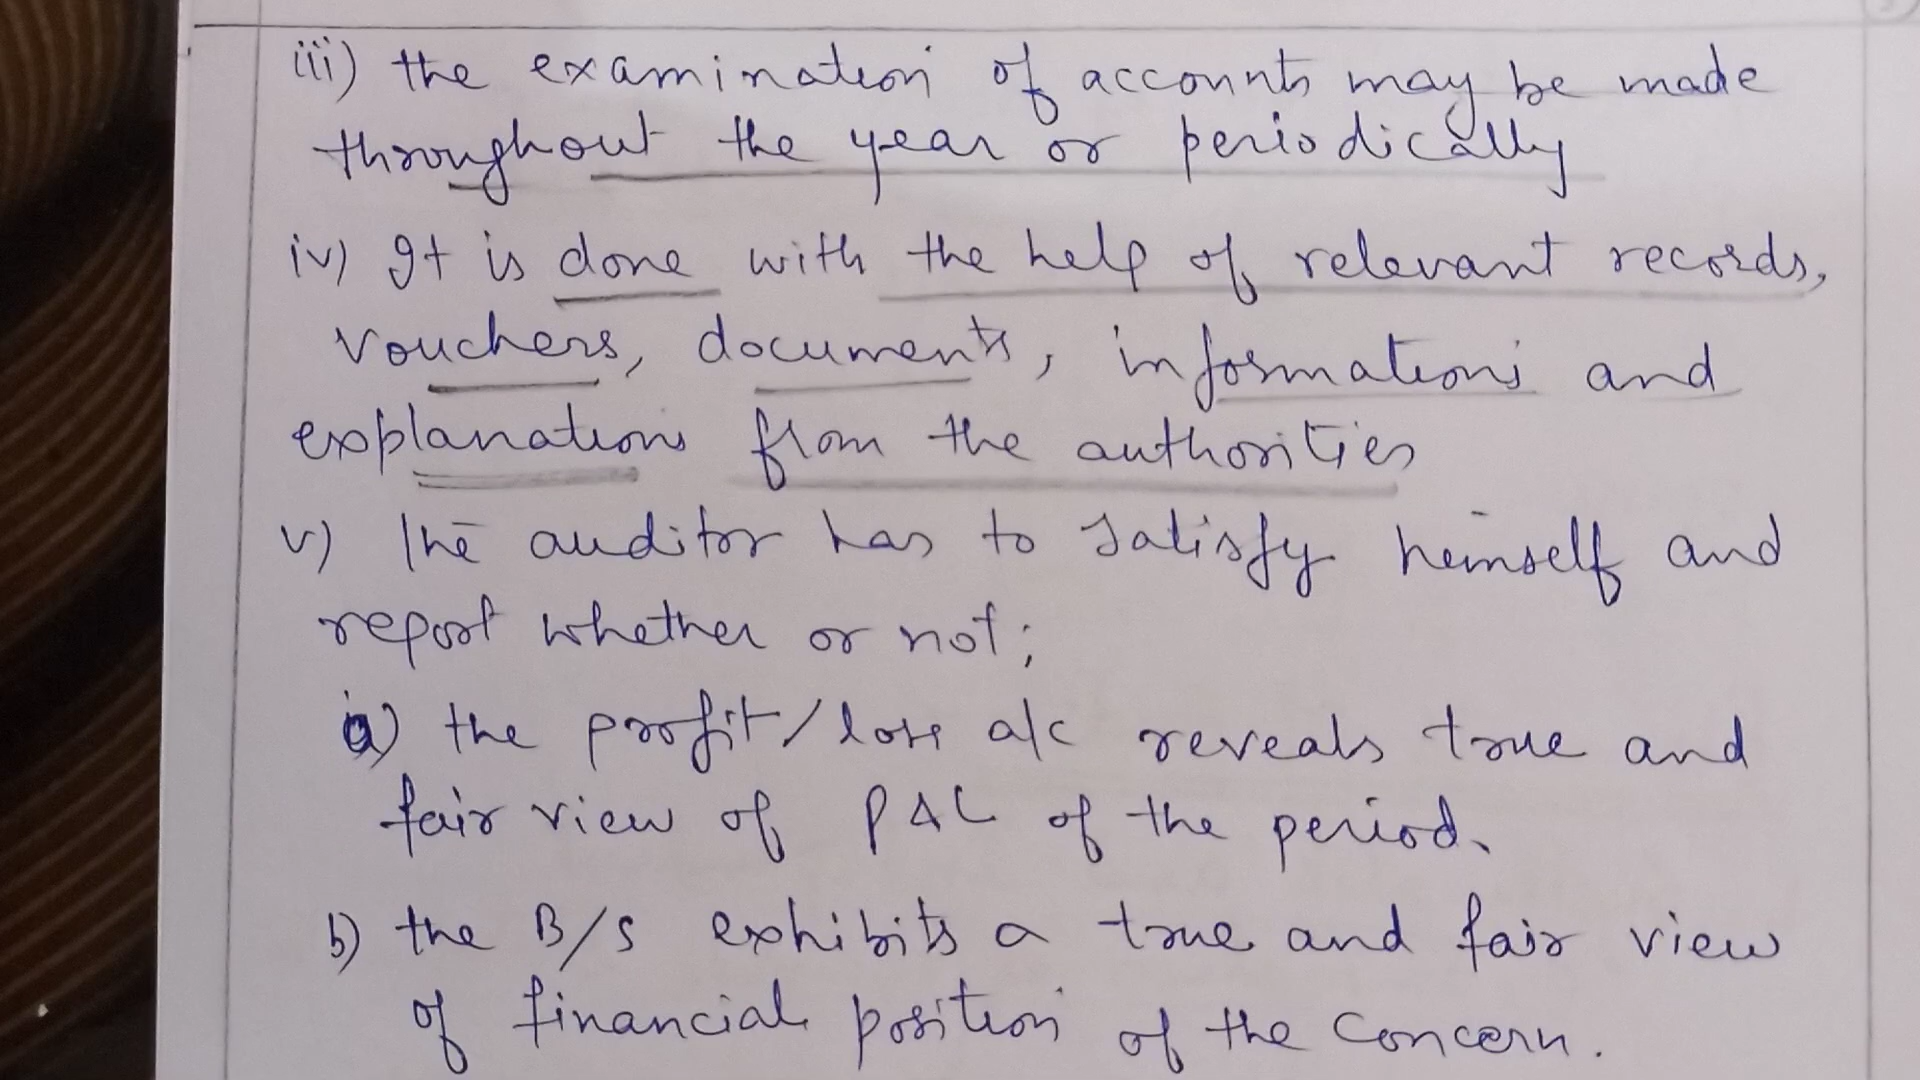 iii) the examination of accounts may be made
throughout the year or periodically
iv) It is done with the help of relevant records,
vouchers, documents, informations and
explanations from the authorities
v) The auditor has to satisfy heimself and
report whether or not;
a) the profit/loss a/c reveals true and
fair view of P&L of the period.
b) the B/S exhibits a true and fair view
of financial position of the concern.